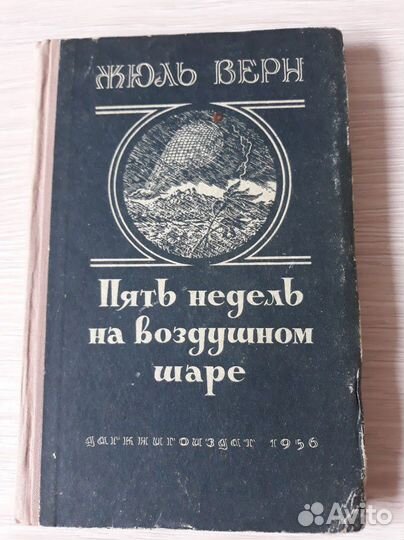 ЖЮЛЬ ВЕРН
Пять недель
на воздушном
шаре
дагкнигоиздат 1956
Avito